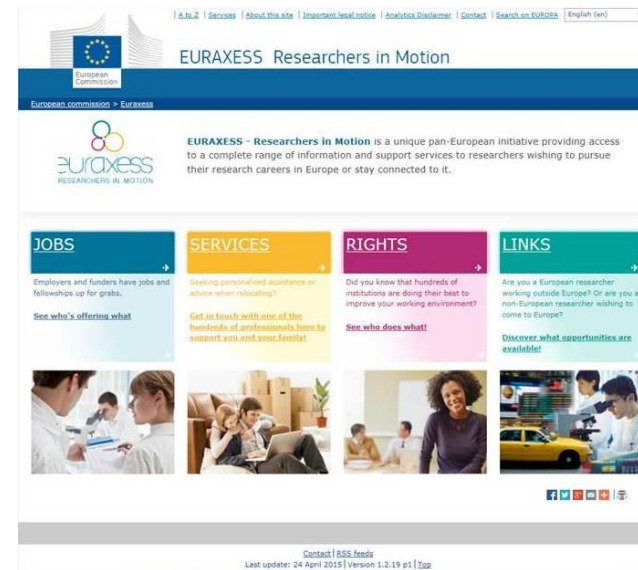 A to Z | Services | About this site | Important legal notice | Analytics Disclaimer | Contact | Search on EUROPA English (en)
European
Commission
EURAXESS Researchers in Motion
European commission > Euraxess
euraxess
RESEARCHERS IN MOTION
EURAXESS - Researchers in Motion is a unique pan-European initiative providing access
to a complete range of information and support services to researchers wishing to pursue
their research careers in Europe or stay connected to it.
JOBS
Employers and funders have jobs and
fellowships up for grabs.
See who's offering what
SERVICES
Seeking personalised assistance or
advice when relocating?
Get in touch with one of the
hundreds of professionals here to
support you and your family!
RIGHTS
Did you know that hundreds of
institutions are doing their best to
improve your working environment?
See who does what!
LINKS
Are you a European researcher
working outside Europe? Or are you a
non-European researcher wishing to
come to Europe?
Discover what opportunities are
available!
Contact | RSS feeds
Last update: 24 April 2015 | Version 1.2.19 p1 | Top